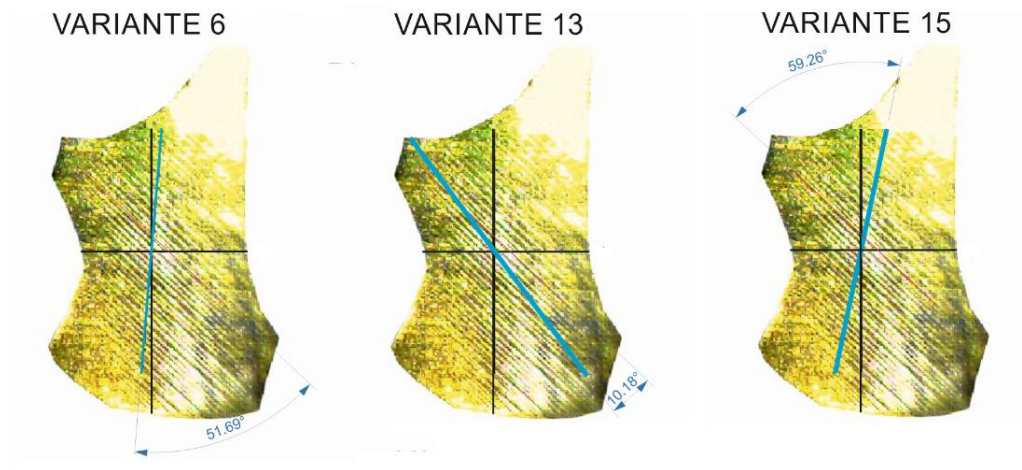 VARIANTE 6
VARIANTE 13
VARIANTE 15
59.26°
10.18°
51.69°